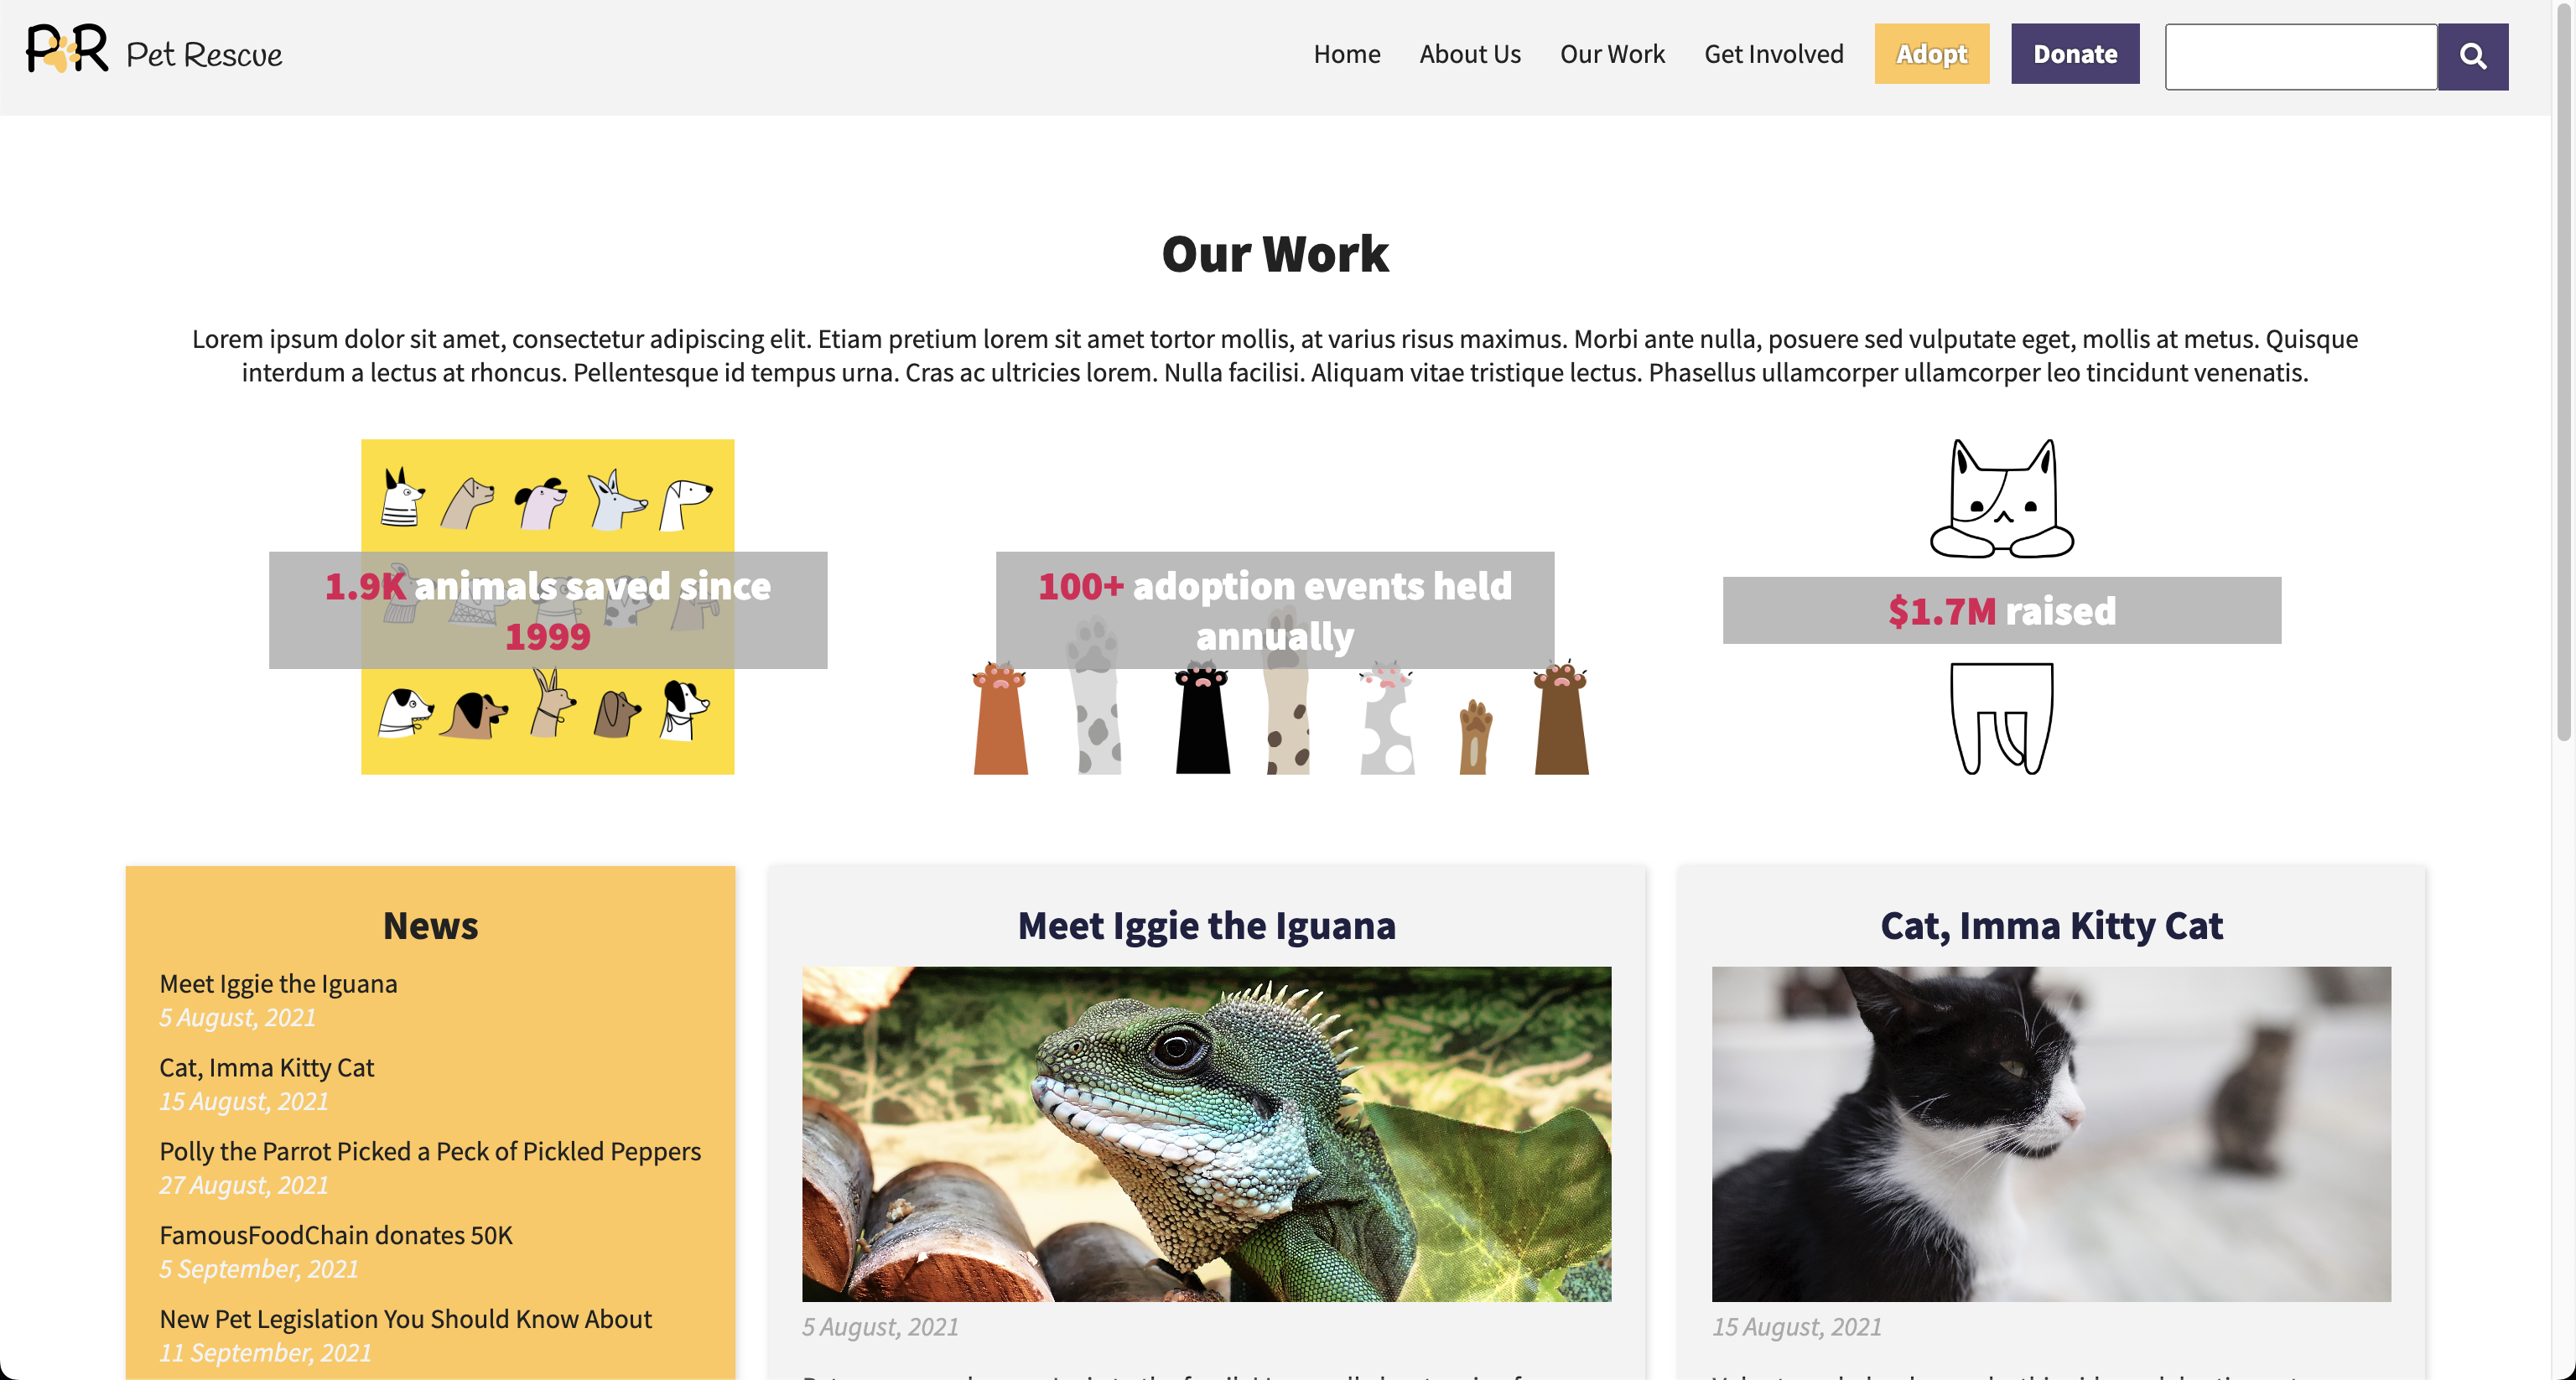 PR Pet Rescue
Home About Us Our Work Get Involved Adopt Donate
Our Work
Lorem ipsum dolor sit amet, consectetur adipiscing elit. Etiam pretium lorem sit amet tortor mollis, at varius risus maximus. Morbi ante nulla, posuere sed vulputate eget, mollis at metus. Quisque
interdum a lectus at rhoncus. Pellentesque id tempus urna. Cras ac ultricies lorem. Nulla facilisi. Aliquam vitae tristique lectus. Phasellus ullamcorper ullamcorper leo tincidunt venenatis.
1.9K animals saved since
1999
100+ adoption events held
annually
$1.7M raised
News
Meet Iggie the Iguana
5 August, 2021
Cat, Imma Kitty Cat
15 August, 2021
Polly the Parrot Picked a Peck of Pickled Peppers
27 August, 2021
FamousFoodChain donates 50K
5 September, 2021
New Pet Legislation You Should Know About
11 September, 2021
Meet Iggie the Iguana
5 August, 2021
Cat, Imma Kitty Cat
15 August, 2021